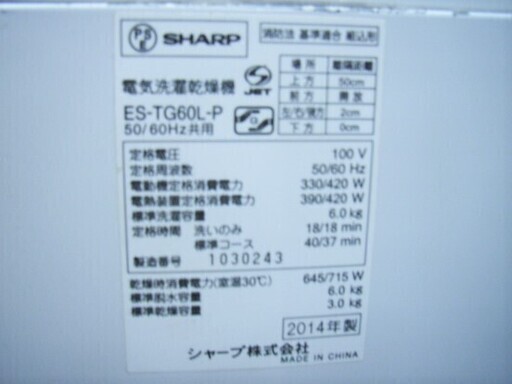 PS E SHARP
電気洗濯乾燥機 JET
ES-TG60L-P
50/60Hz共用
消防法 基準適合 組込形
場所 離隔距離
上方 50cm
前方 開放
左/右/後方 2cm
下方 0cm
定格電圧 100 V
定格周波数 50/60 Hz
電動機定格消費電力 330/420 W
電熱装置定格消費電力 390/420 W
標準洗濯容量 6.0 kg
定格時間 洗いのみ 18/18 min
標準コース 40/37 min
製造番号 1030243
乾燥時消費電力(室温30℃) 645/715 W
標準脱水容量 6.0 kg
標準乾燥容量 3.0 kg
2014年製
シャープ株式会社
MADE IN CHINA